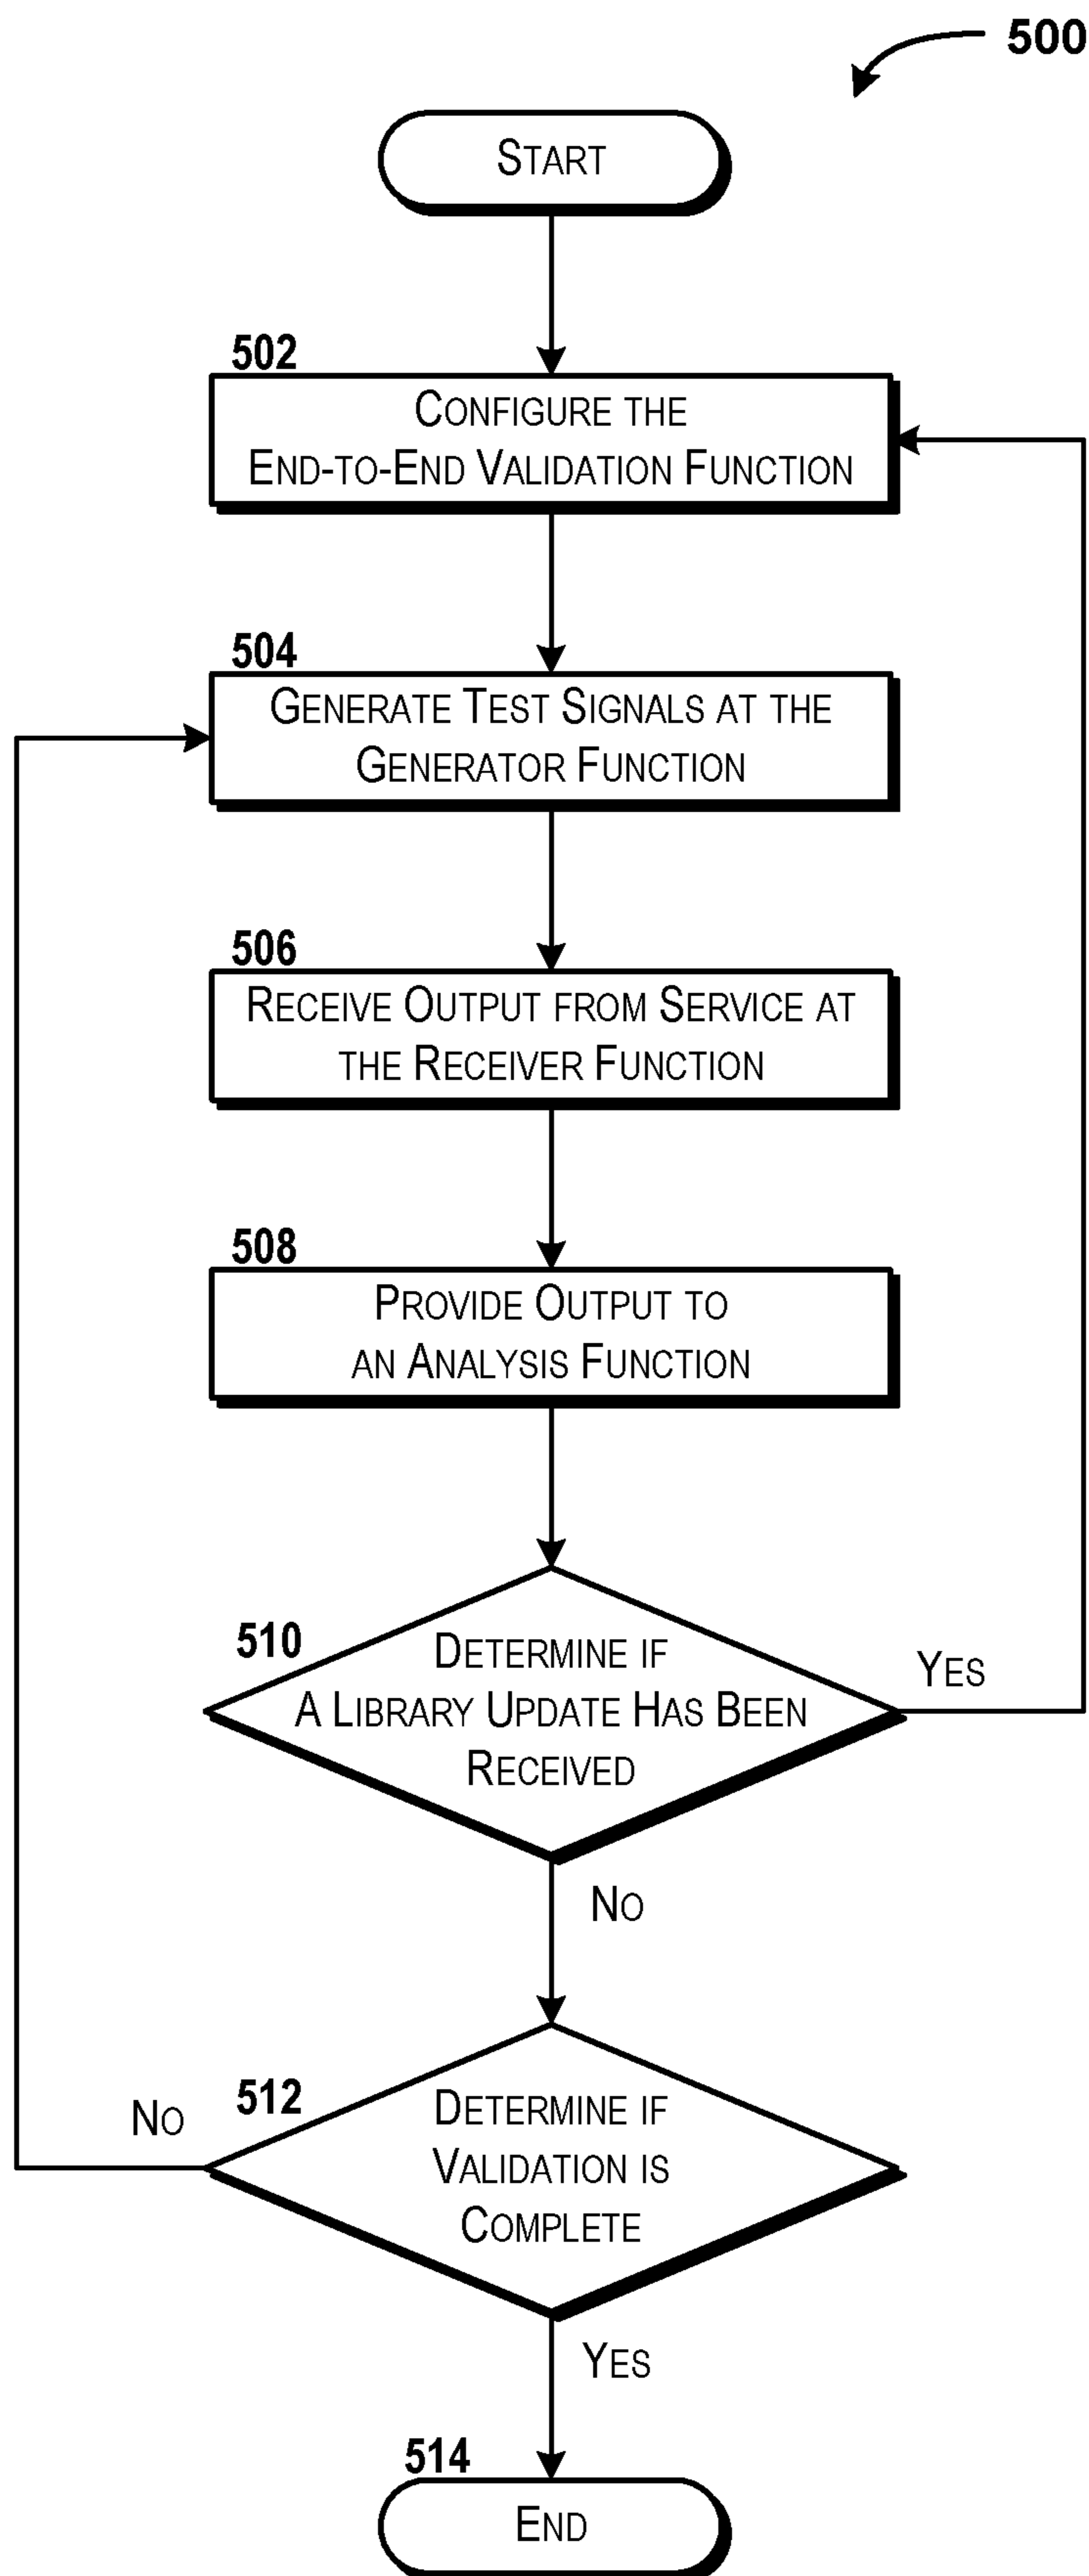 500
START
502
CONFIGURE THE
END-TO-END VALIDATION FUNCTION
504
GENERATE TEST SIGNALS AT THE
GENERATOR FUNCTION
506
RECEIVE OUTPUT FROM SERVICE AT
THE RECEIVER FUNCTION
508
PROVIDE OUTPUT TO
AN ANALYSIS FUNCTION
510
DETERMINE IF
A LIBRARY UPDATE HAS BEEN
RECEIVED
YES
NO
512
DETERMINE IF
VALIDATION IS
COMPLETE
NO
YES
514
END